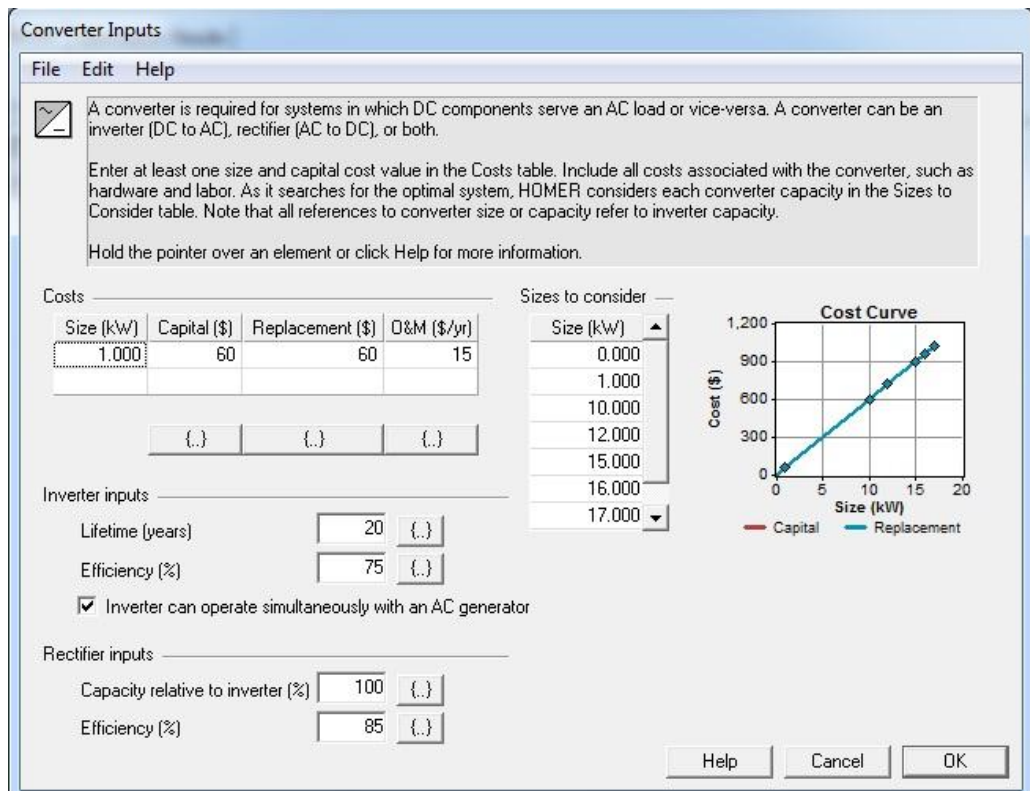 Converter Inputs
File Edit Help
A converter is required for systems in which DC components serve an AC load or vice-versa. A converter can be an
inverter (DC to AC), rectifier (AC to DC), or both.
Enter at least one size and capital cost value in the Costs table. Include all costs associated with the converter, such as
hardware and labor. As it searches for the optimal system, HOMER considers each converter capacity in the Sizes to
Consider table. Note that all references to converter size or capacity refer to inverter capacity.
Hold the pointer over an element or click Help for more information.
Costs
Size (kW) Capital ($) Replacement ($) O&M ($/yr)
1.000 60 60 15
{..} {..} {..}
Sizes to consider
Size (kW)
0.000
1.000
10.000
12.000
15.000
16.000
17.000
Cost Curve
Cost ($)
1,200
900
600
300
0
0 5 10 15 20
Size (kW)
Capital Replacement
Inverter inputs
Lifetime (years) 20 {..}
Efficiency (%) 75 {..}
Inverter can operate simultaneously with an AC generator
Rectifier inputs
Capacity relative to inverter (%) 100 {..}
Efficiency (%) 85 {..}
Help Cancel OK